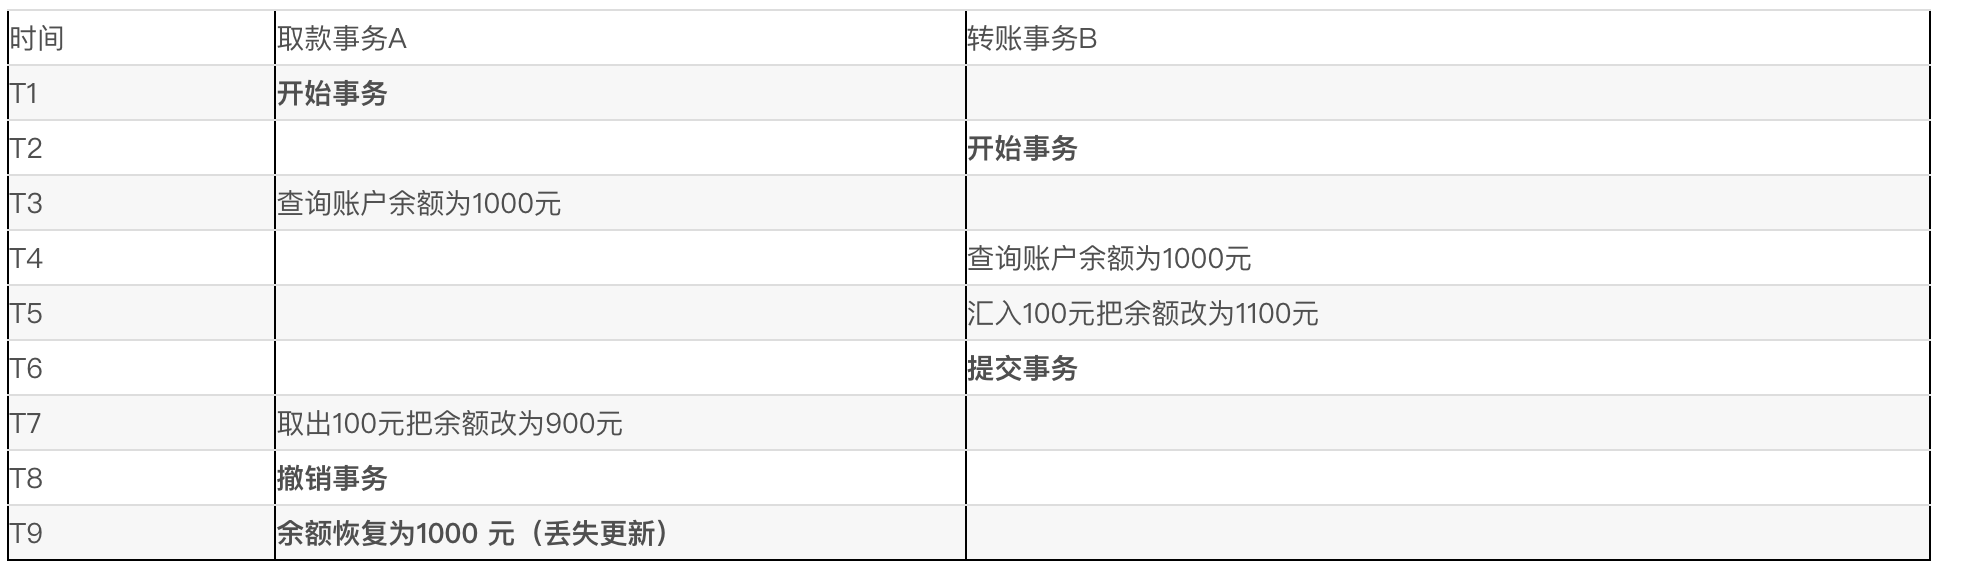 时间 取款事务A 转账事务B
T1 开始事务
T2 开始事务
T3 查询账户余额为1000元
T4 查询账户余额为1000元
T5 汇入100元把余额改为1100元
T6 提交事务
T7 取出100元把余额改为900元
T8 撤销事务
T9 余额恢复为1000 元（丢失更新）